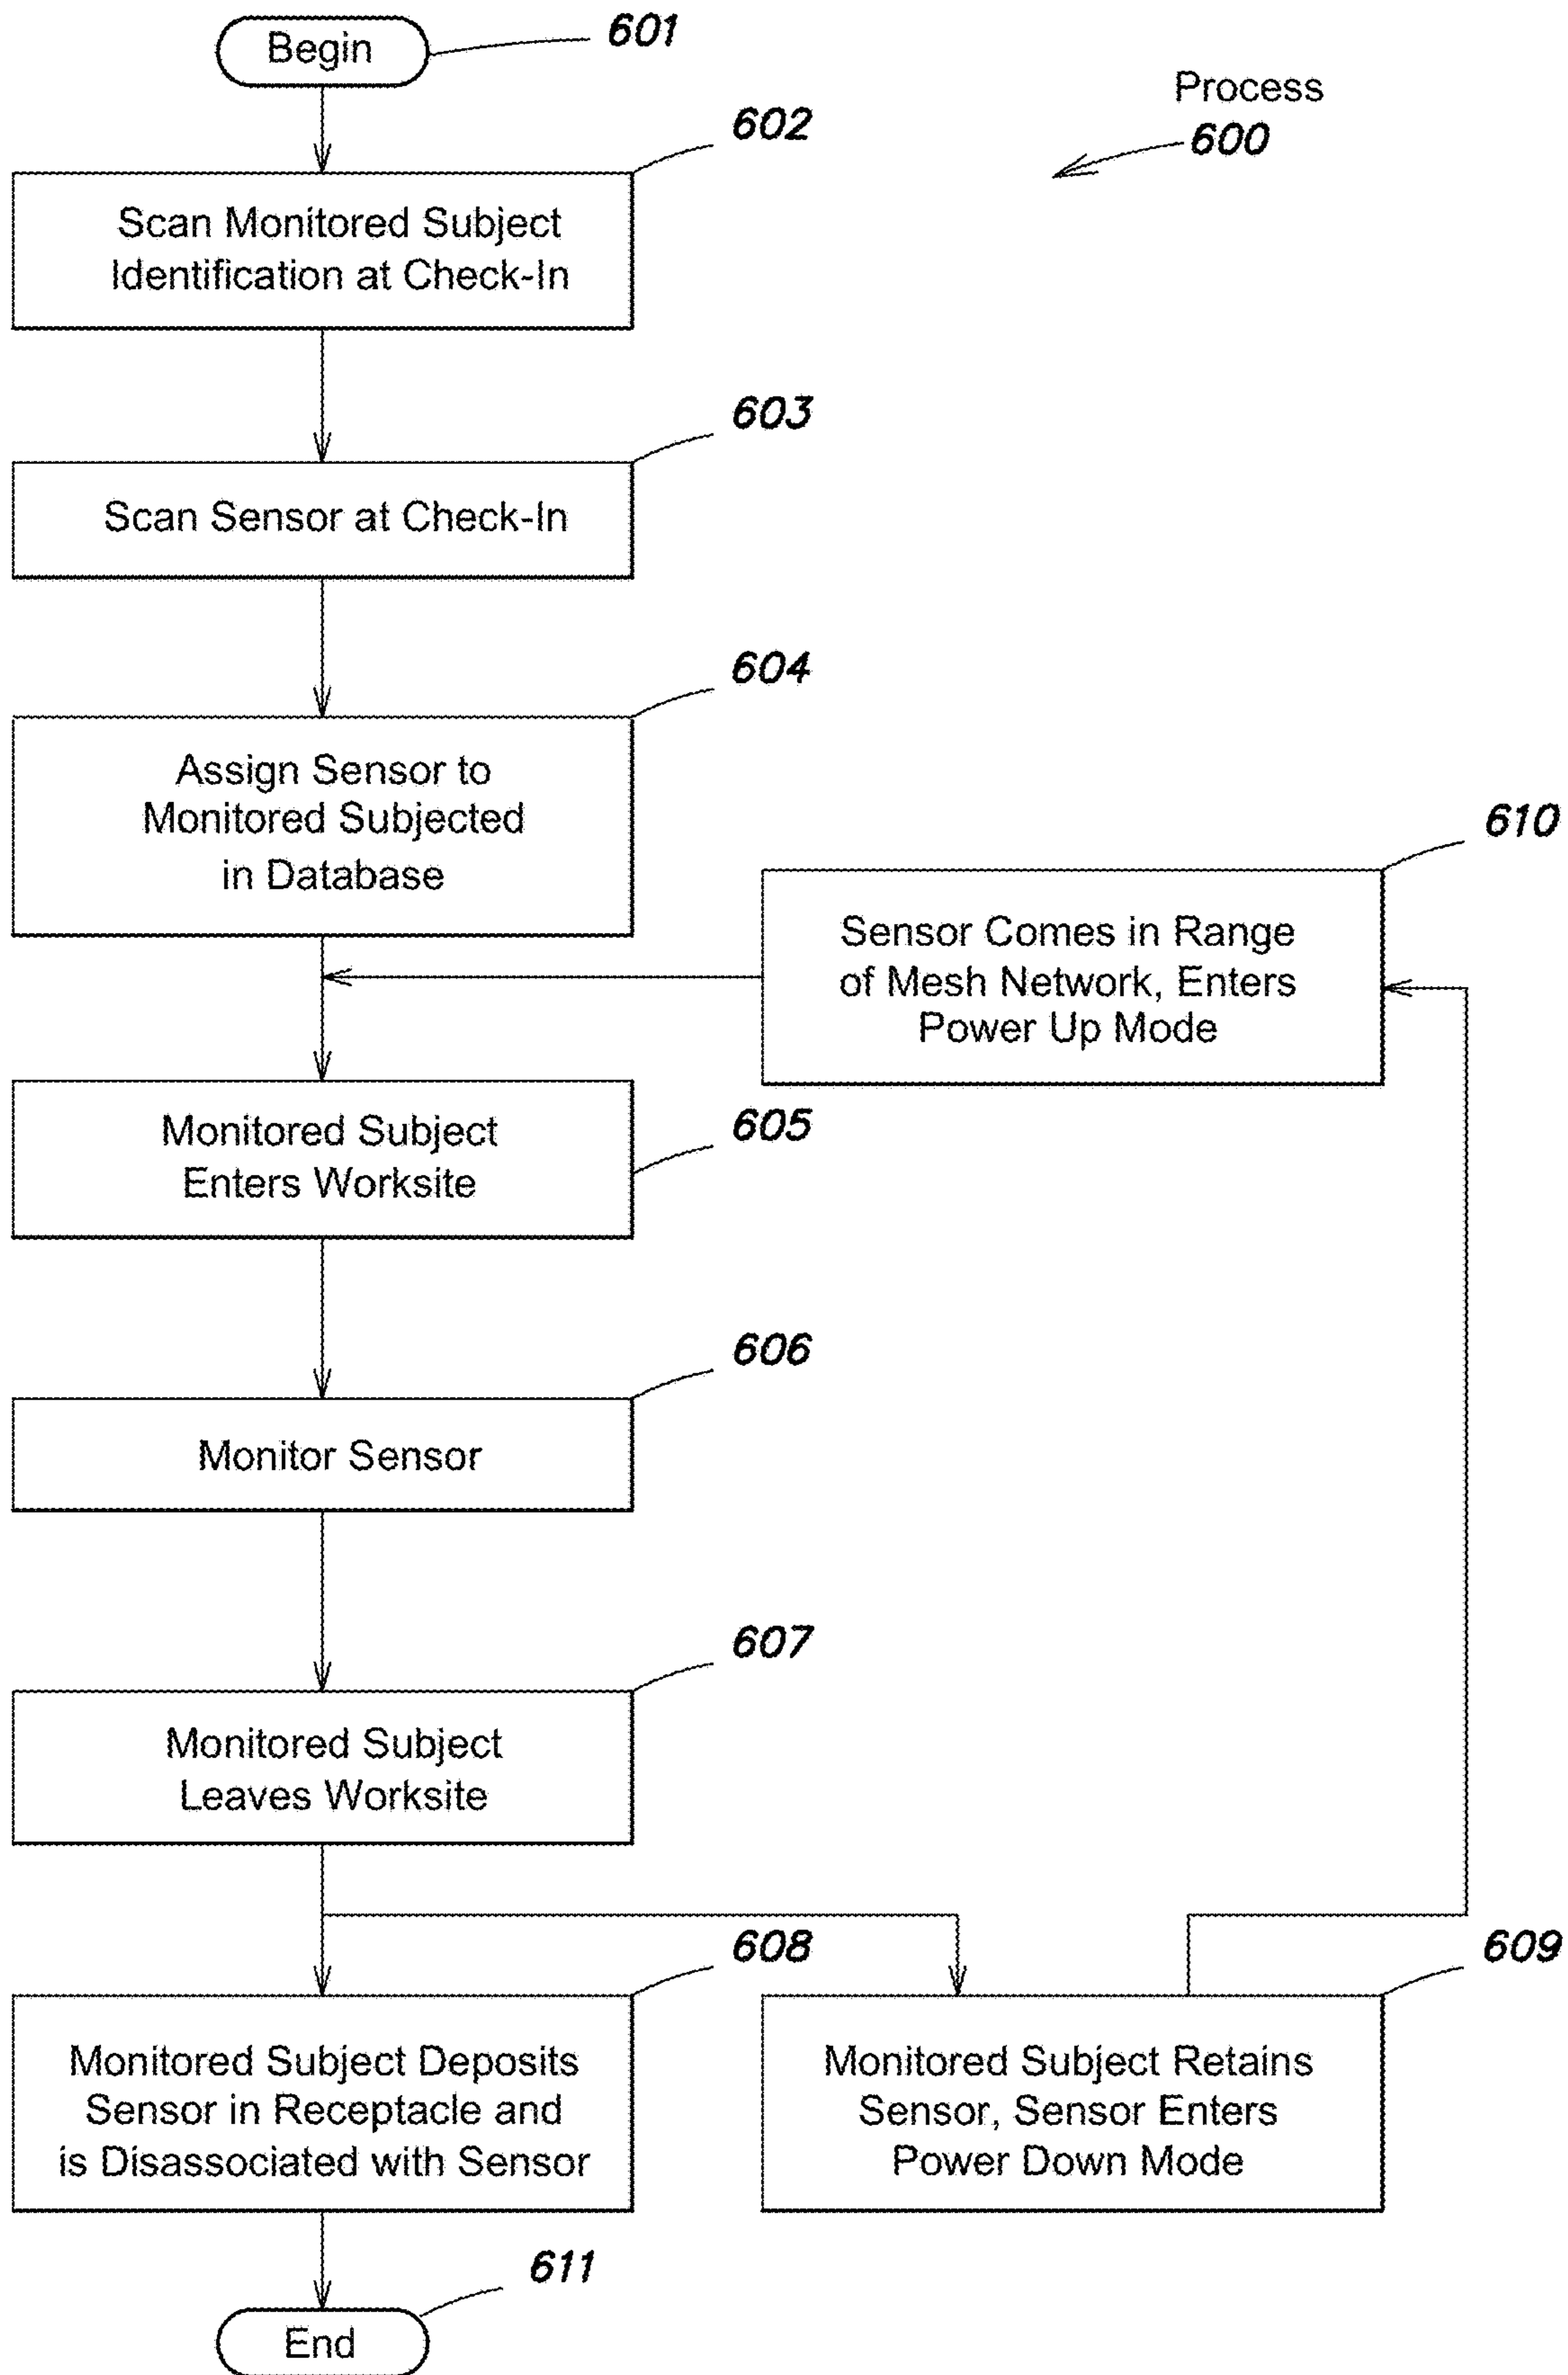 Begin
601
Process
600
602
Scan Monitored Subject
Identification at Check-In
603
Scan Sensor at Check-In
604
Assign Sensor to
Monitored Subjected
in Database
610
Sensor Comes in Range
of Mesh Network, Enters
Power Up Mode
605
Monitored Subject
Enters Worksite
606
Monitor Sensor
607
Monitored Subject
Leaves Worksite
608
Monitored Subject Deposits
Sensor in Receptacle and
is Disassociated with Sensor
609
Monitored Subject Retains
Sensor, Sensor Enters
Power Down Mode
611
End